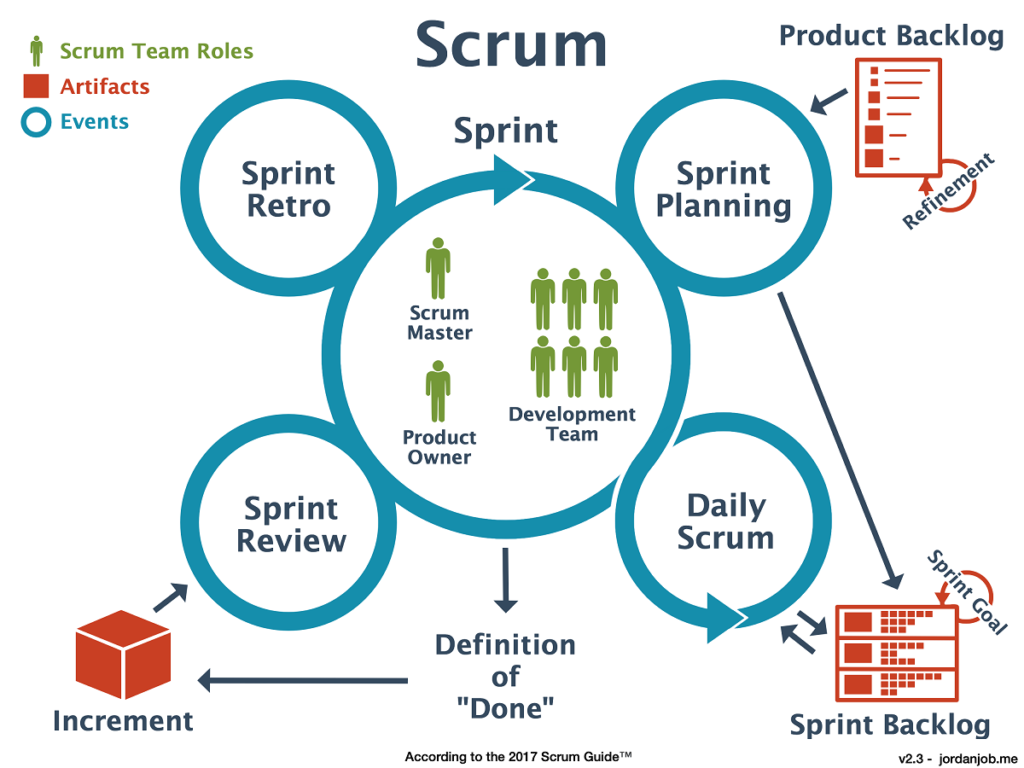 Scrum
Scrum Team Roles
Artifacts
Events
Product Backlog
Refinement
Sprint
Sprint
Retro
Sprint
Planning
Scrum
Master
Product
Owner
Development
Team
Sprint
Review
Daily
Scrum
Sprint Goal
Sprint Backlog
Definition
of
"Done"
Increment
According to the 2017 Scrum Guide™
v2.3 - jordanjob.me